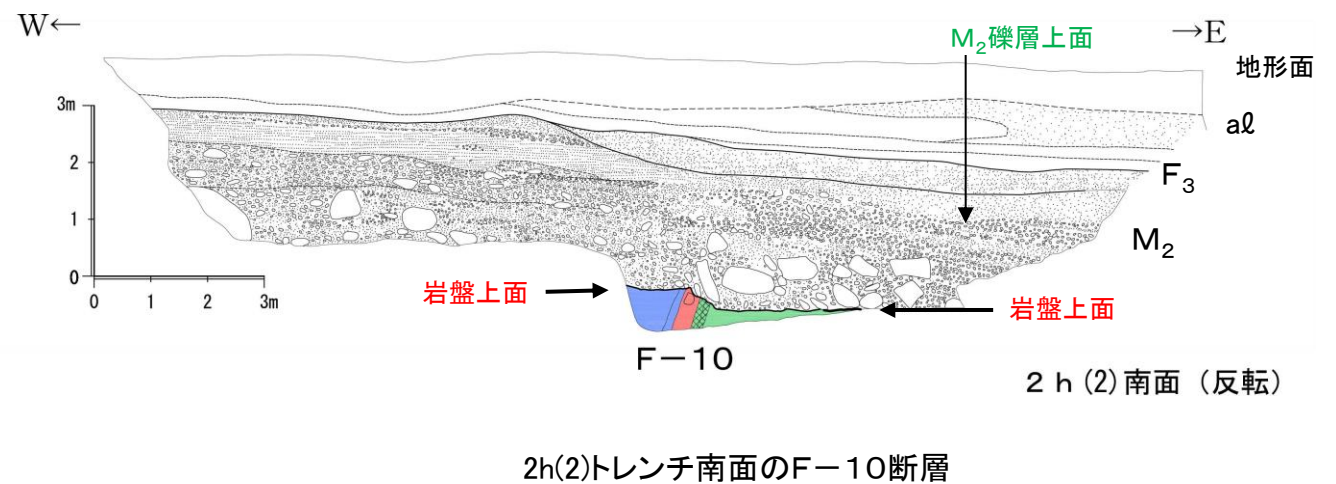 W←
→E
M₂礫層上面
地形面
3m
aℓ
2
F₃
1
M₂
0
岩盤上面
岩盤上面
0 1 2 3m
F－10
２ｈ(2)南面（反転）
2h(2)トレンチ南面のF－１０断層